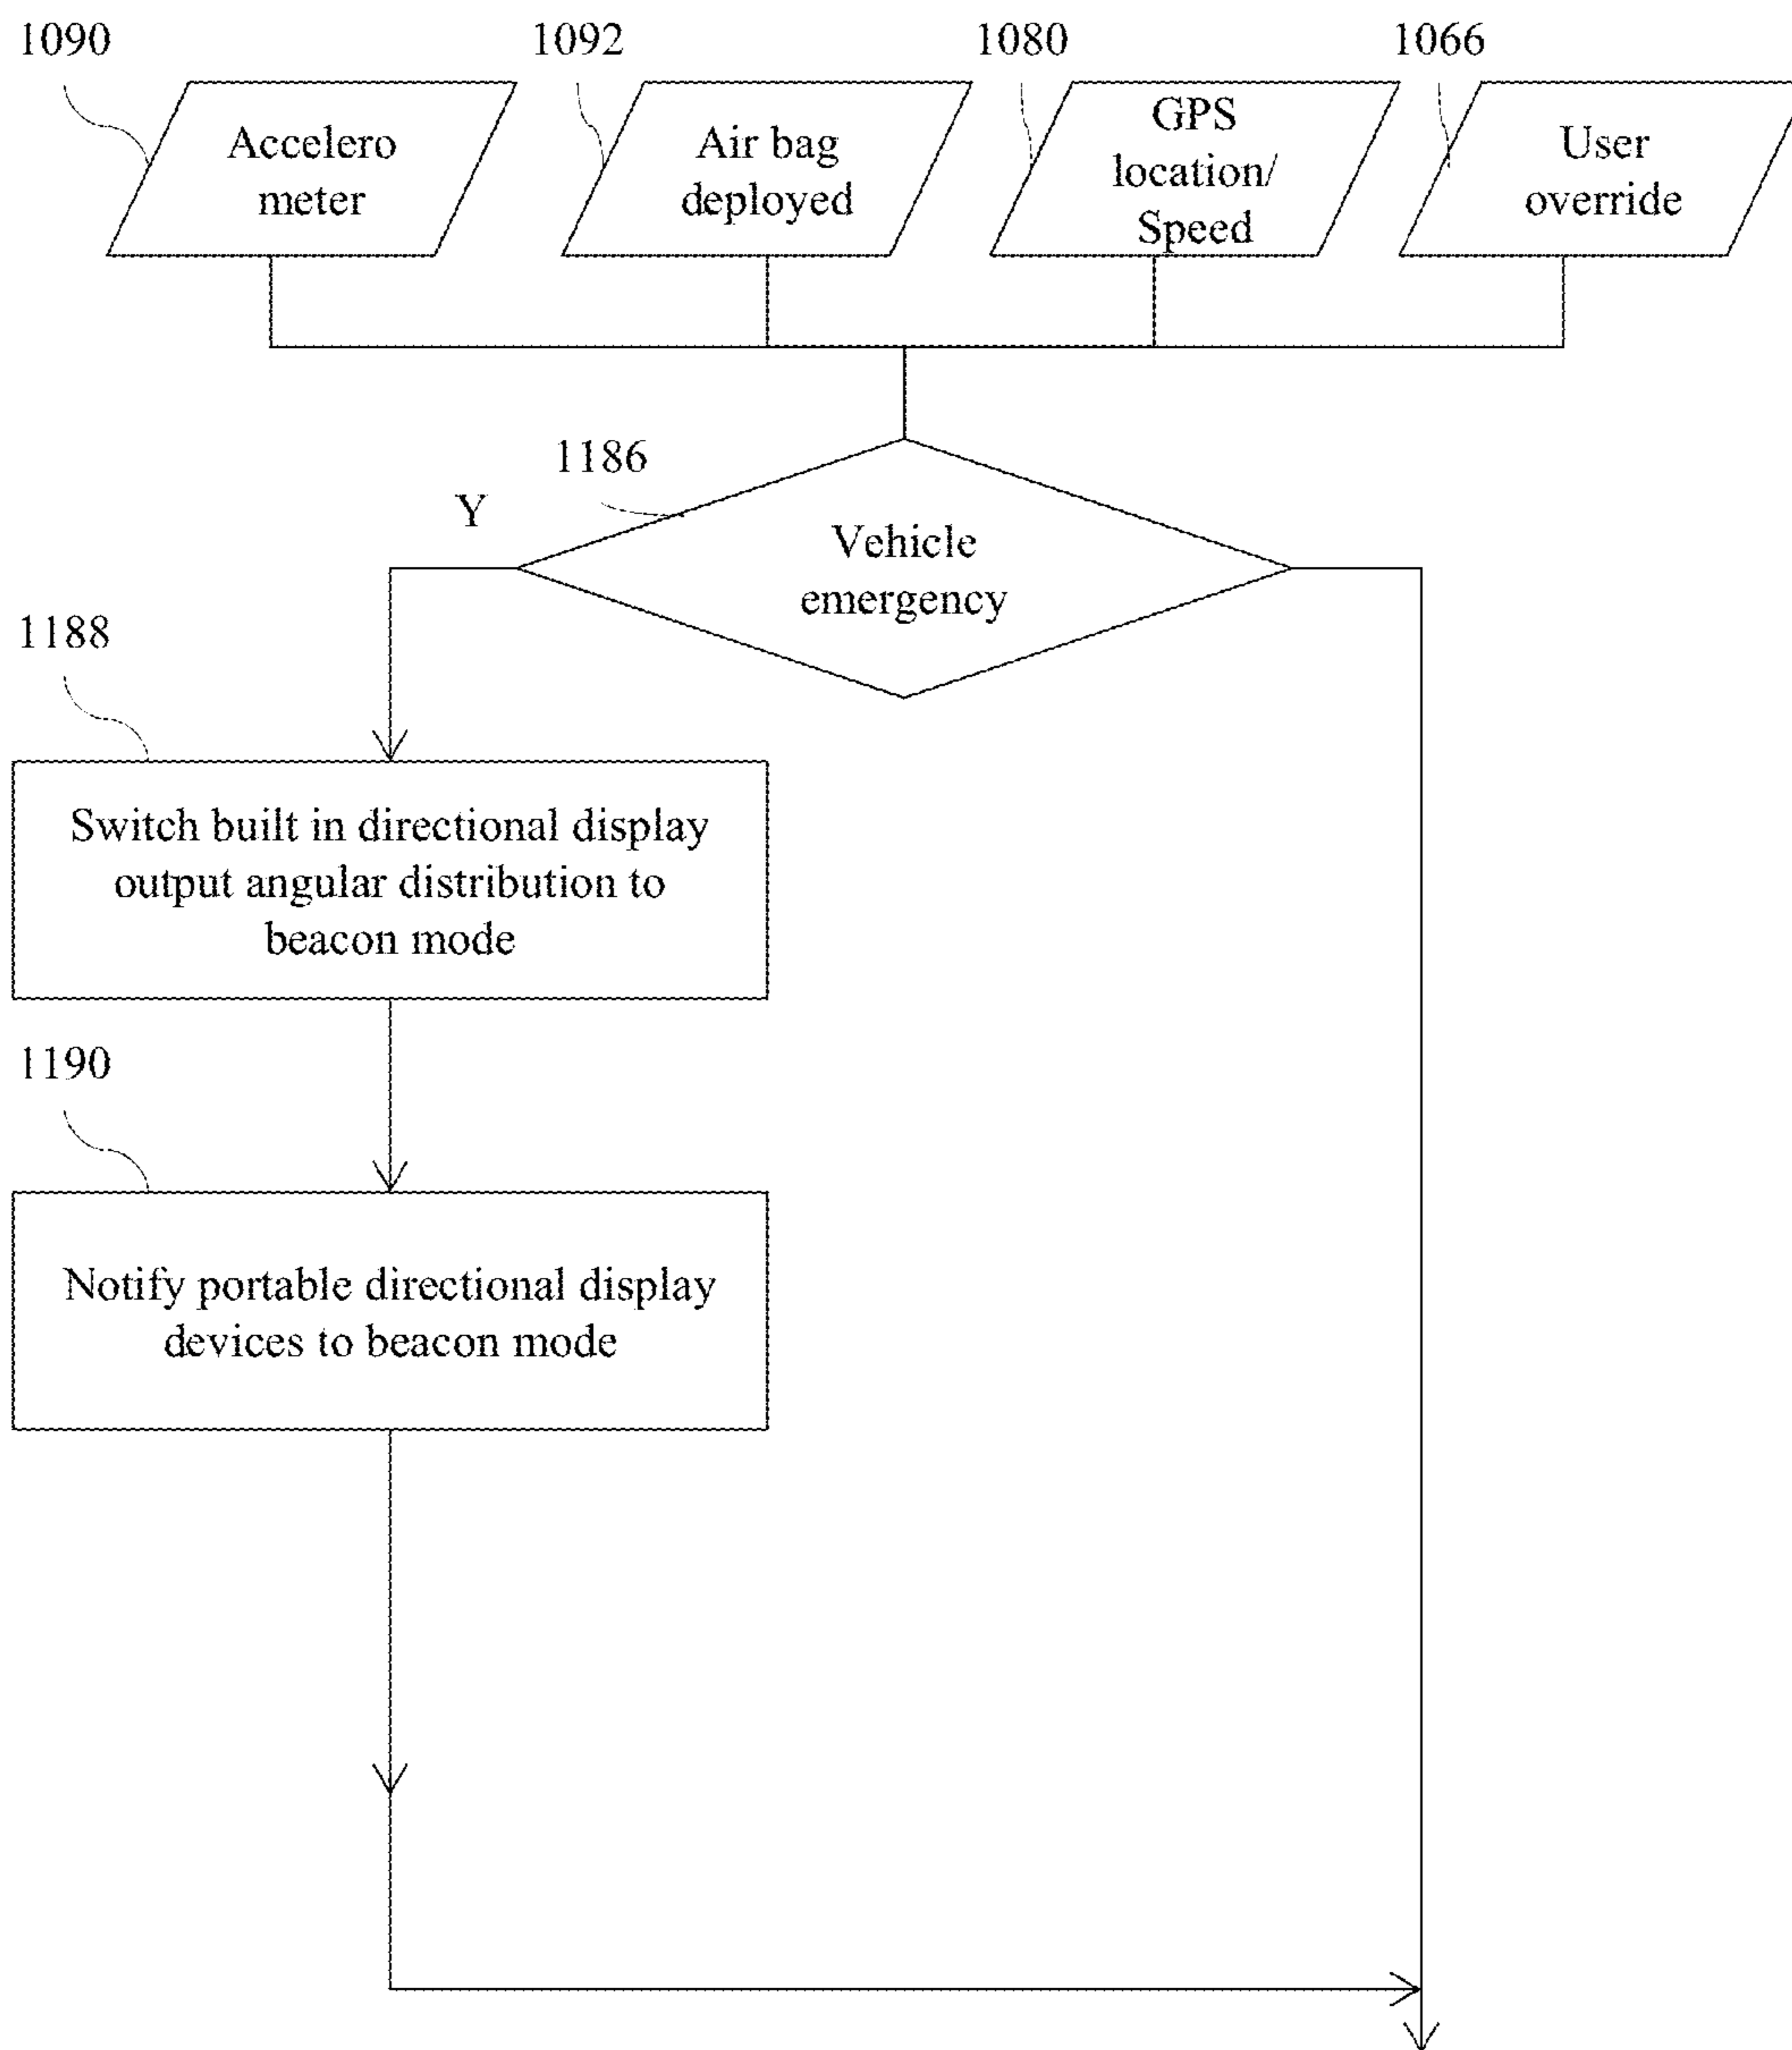 1090
1092
1080
1066
Accelero
meter
Air bag
deployed
GPS
location/
Speed
User
override
1186
Y
Vehicle
emergency
1188
Switch built in directional display
output angular distribution to
beacon mode
1190
Notify portable directional display
devices to beacon mode